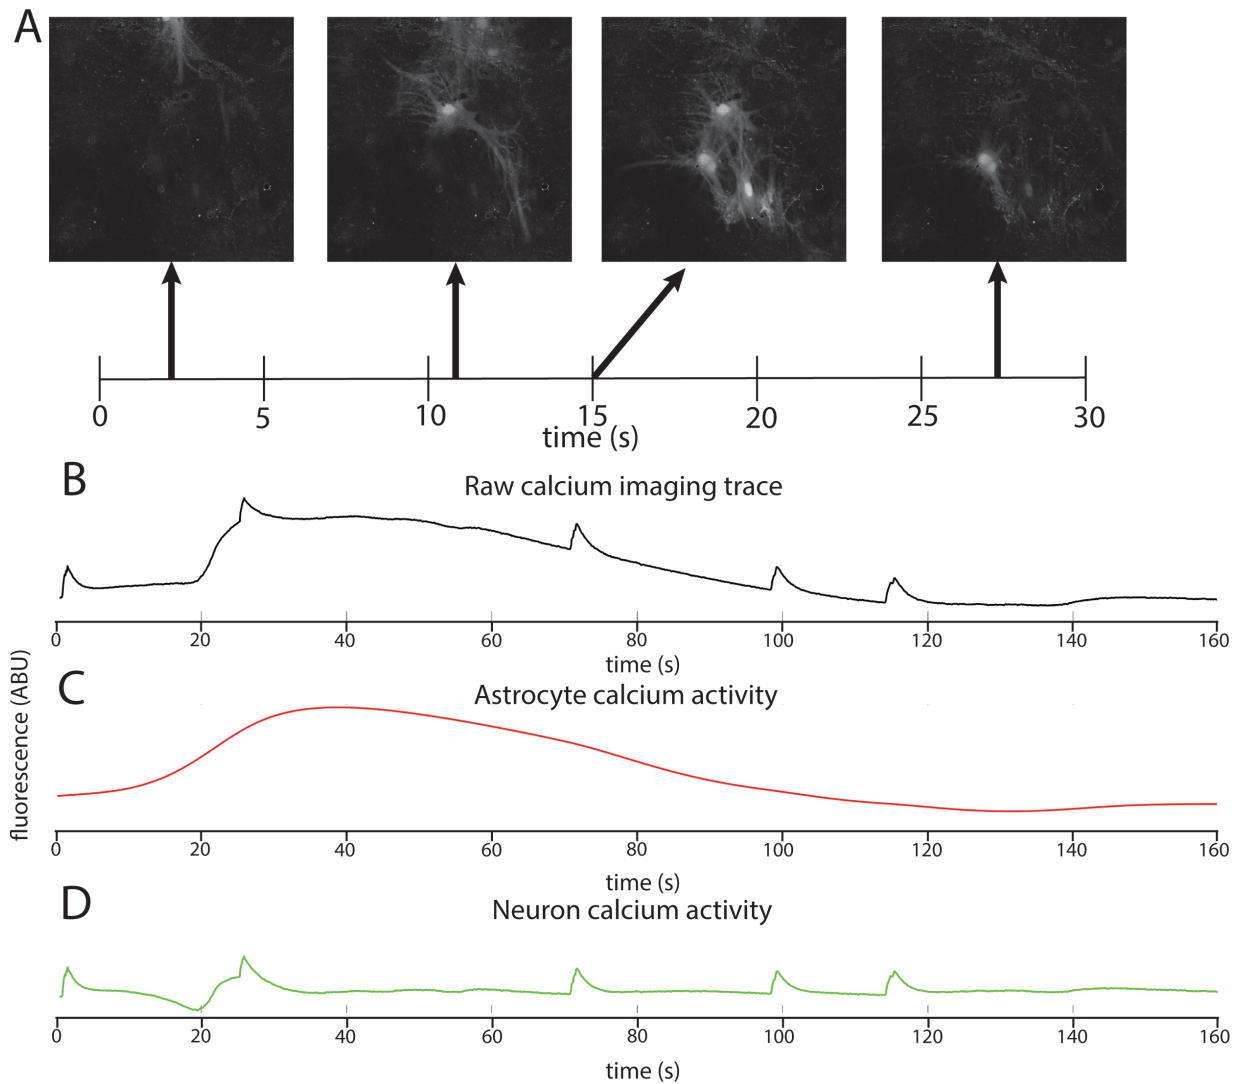 A
0 5 10 15 20 25 30
time (s)
B
Raw calcium imaging trace
0 20 40 60 80 100 120 140 160
time (s)
fluorescence (ABU)
C
Astrocyte calcium activity
0 20 40 60 80 100 120 140 160
time (s)
D
Neuron calcium activity
0 20 40 60 80 100 120 140 160
time (s)